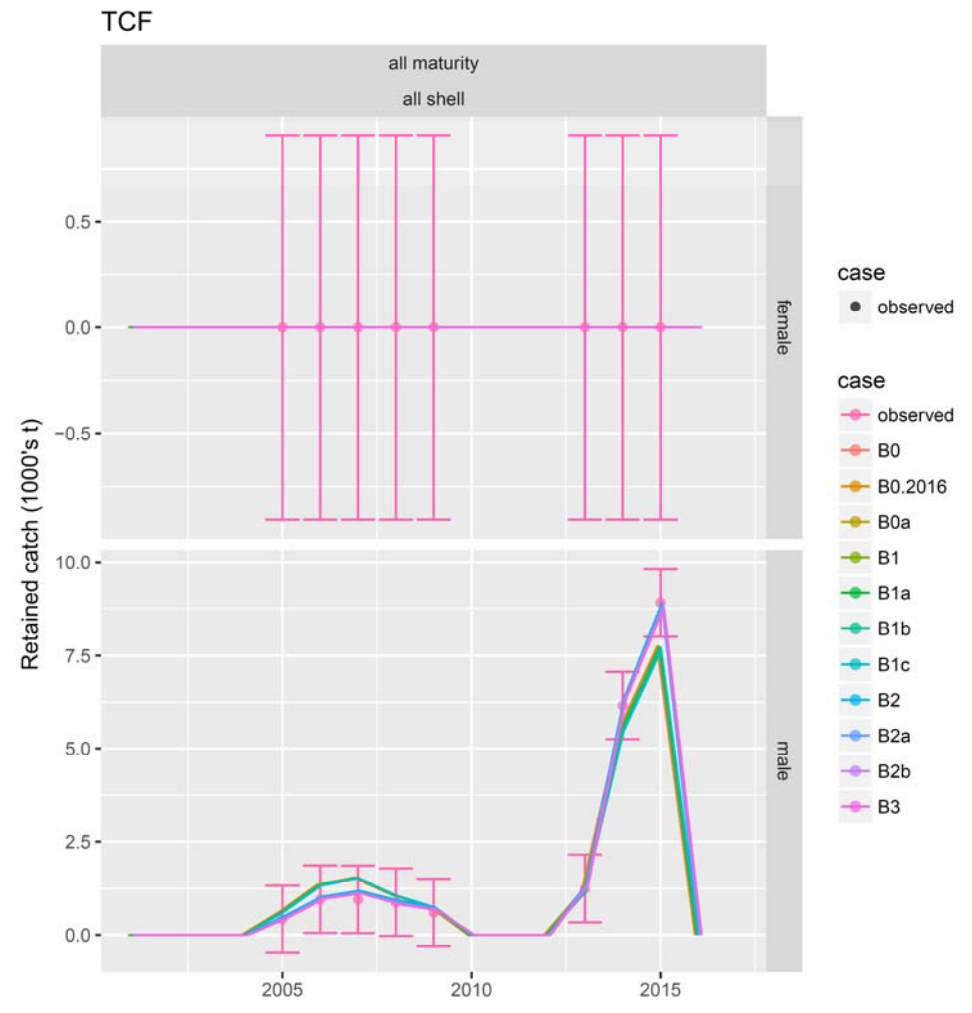 TCF
all maturity
all shell
Retained catch (1000's t)
0.5
0.0
−0.5
female
10.0
7.5
5.0
2.5
0.0
male
2005 2010 2015
case
observed
case
observed
B0
B0.2016
B0a
B1
B1a
B1b
B1c
B2
B2a
B2b
B3